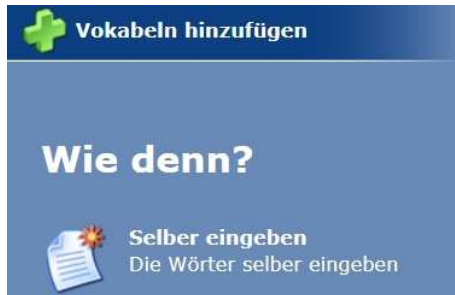 Vokabeln hinzufügen
Wie denn?
Selber eingeben
Die Wörter selber eingeben